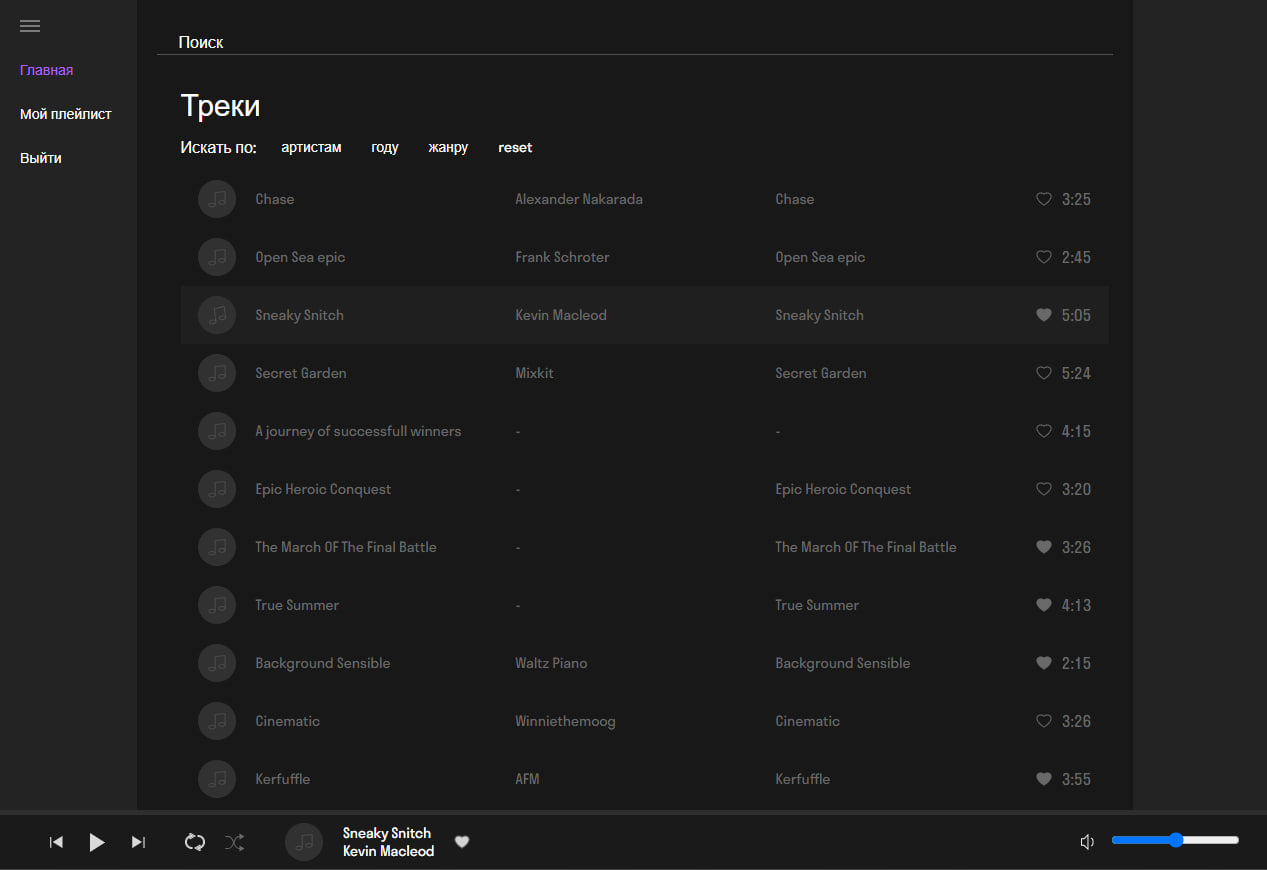 Поиск
Главная
Мой плейлист
Выйти
Треки
Искать по: артистам году жанру reset
Chase Alexander Nakarada Chase 3:25
Open Sea epic Frank Schroter Open Sea epic 2:45
Sneaky Snitch Kevin Macleod Sneaky Snitch 5:05
Secret Garden Mixkit Secret Garden 5:24
A journey of successfull winners - - 4:15
Epic Heroic Conquest - Epic Heroic Conquest 3:20
The March OF The Final Battle - The March OF The Final Battle 3:26
True Summer - True Summer 4:13
Background Sensible Waltz Piano Background Sensible 2:15
Cinematic Winniethemoog Cinematic 3:26
Kerfuffle AFM Kerfuffle 3:55
Sneaky Snitch
Kevin Macleod